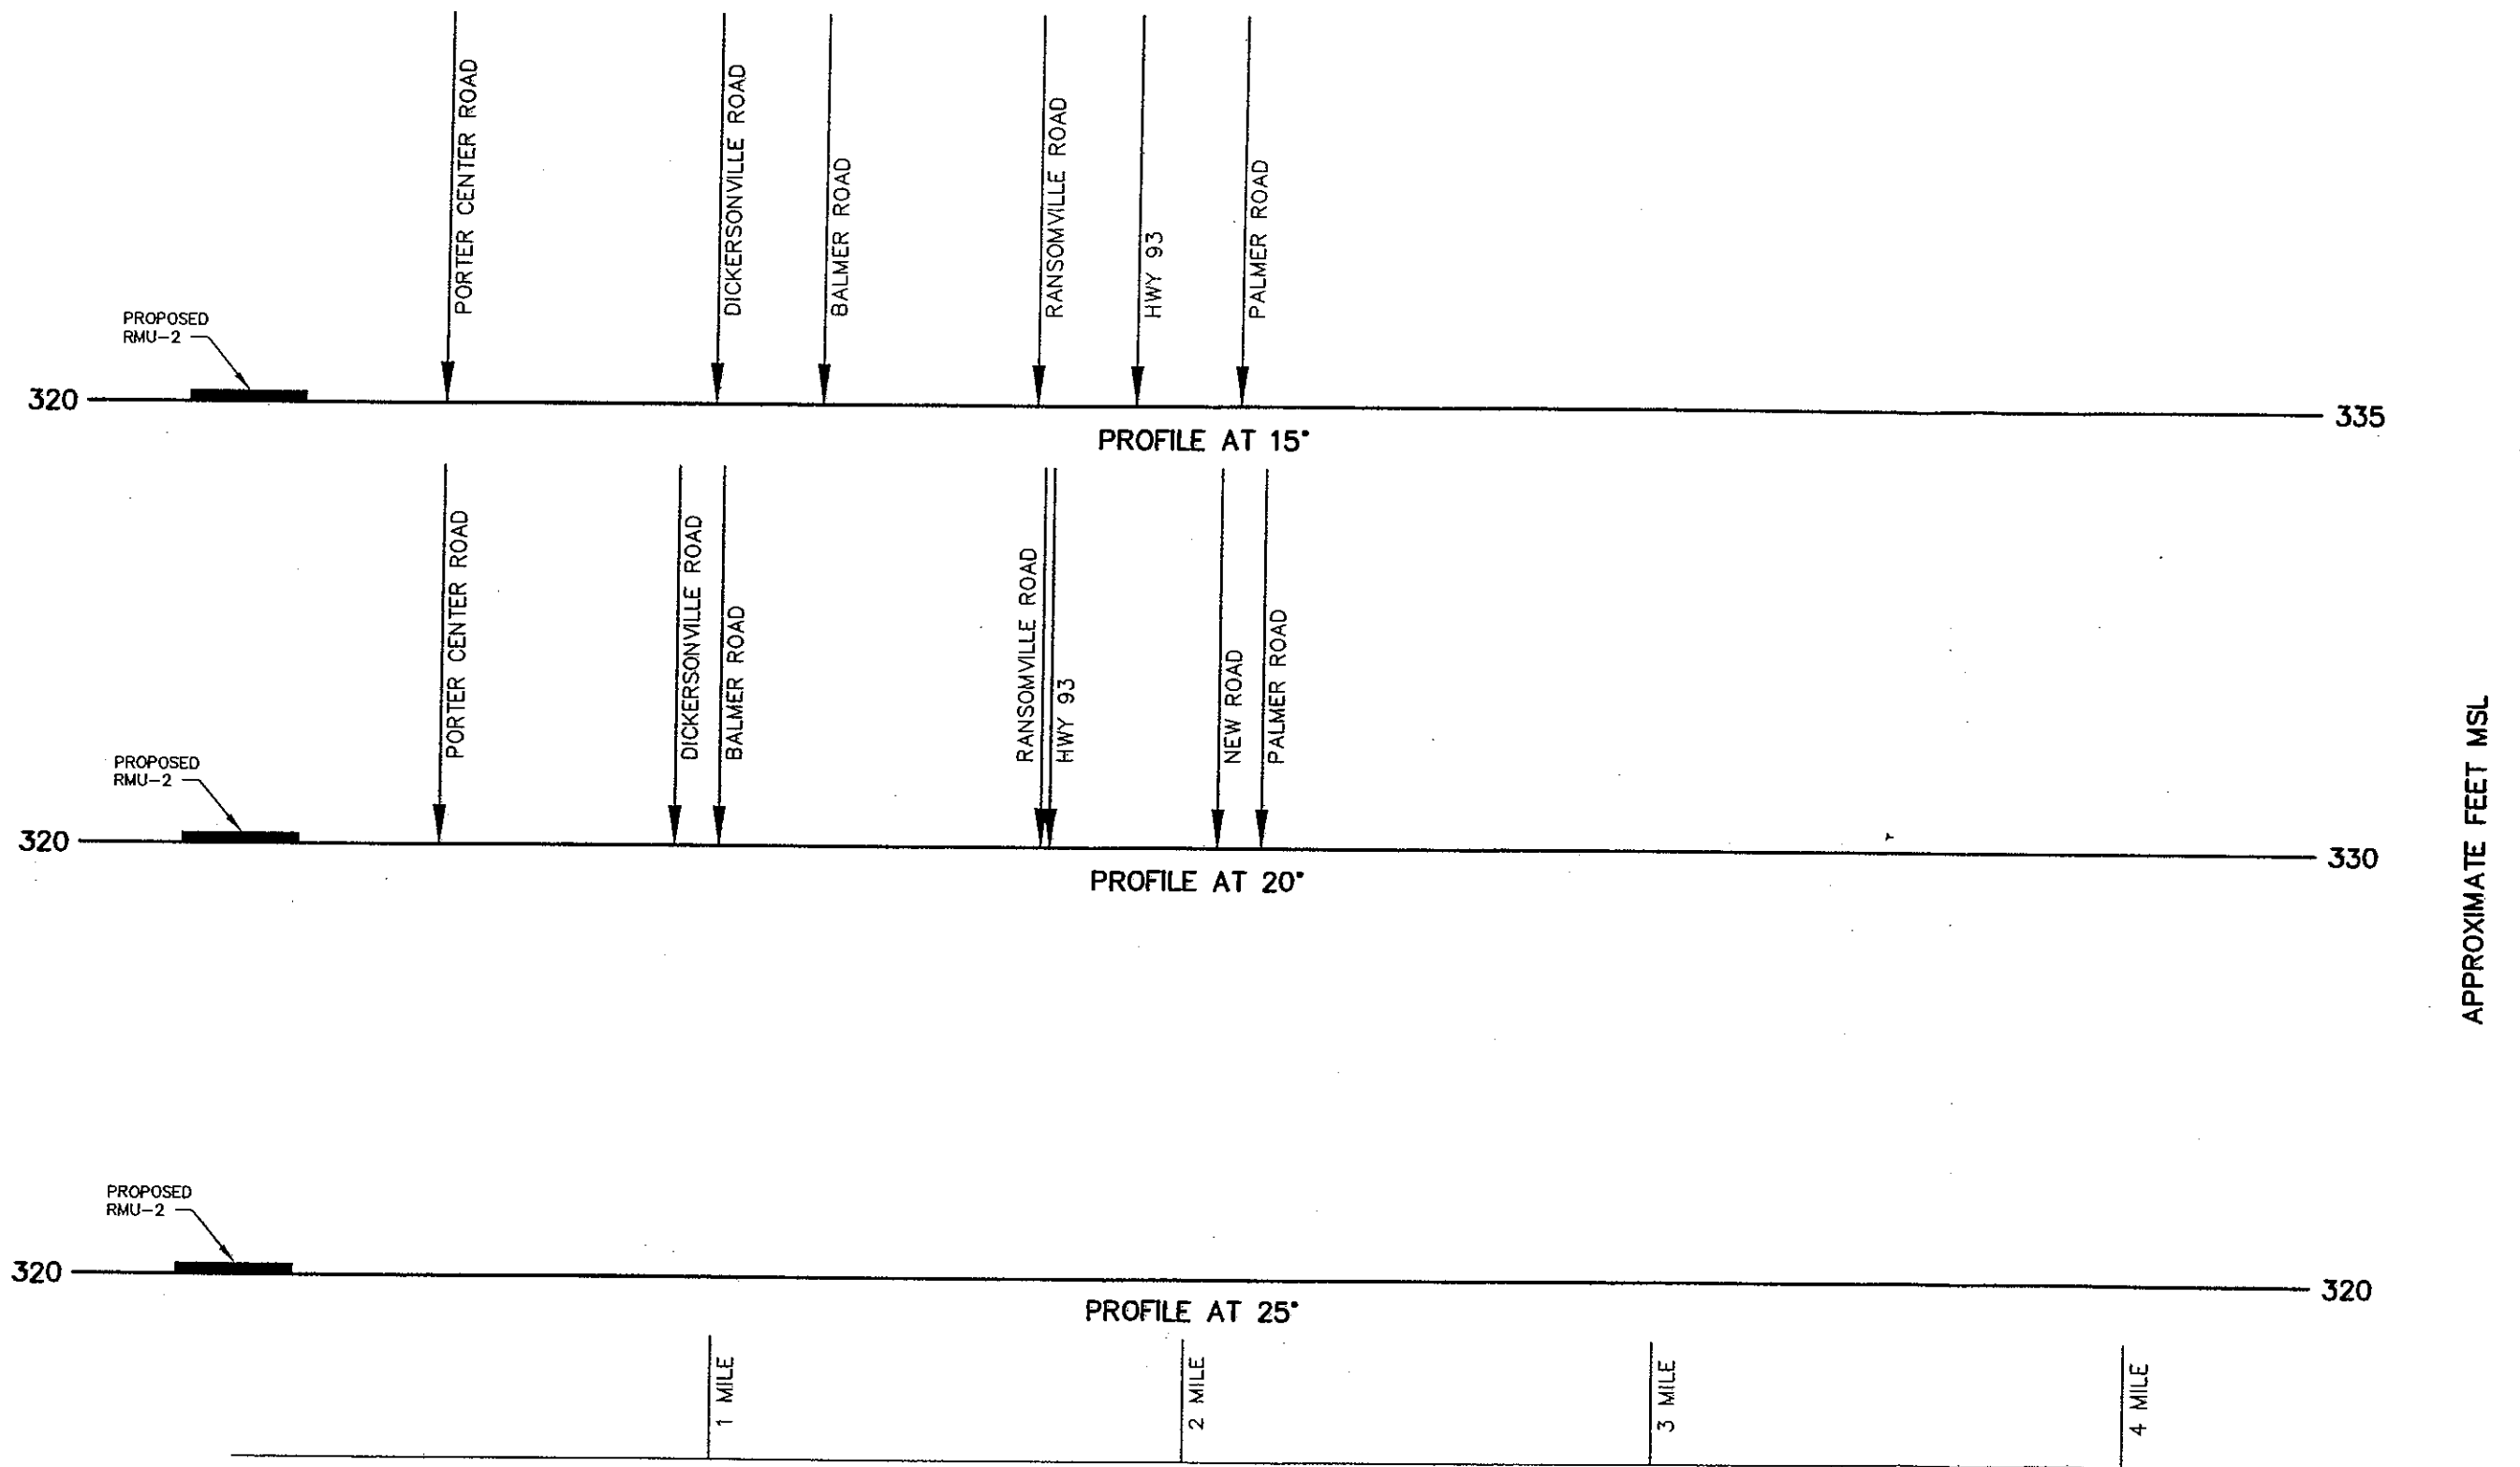 PORTER CENTER ROAD
DICKERSONVILLE ROAD
BALMER ROAD
RANSOMVILLE ROAD
HWY 93
PALMER ROAD
PROPOSED
RMU-2
320
335
PROFILE AT 15°
PORTER CENTER ROAD
DICKERSONVILLE ROAD
BALMER ROAD
RANSOMVILLE ROAD
HWY 93
NEW ROAD
PALMER ROAD
PROPOSED
RMU-2
320
330
PROFILE AT 20°
APPROXIMATE FEET MSL
PROPOSED
RMU-2
320
320
PROFILE AT 25°
1 MILE
2 MILE
3 MILE
4 MILE